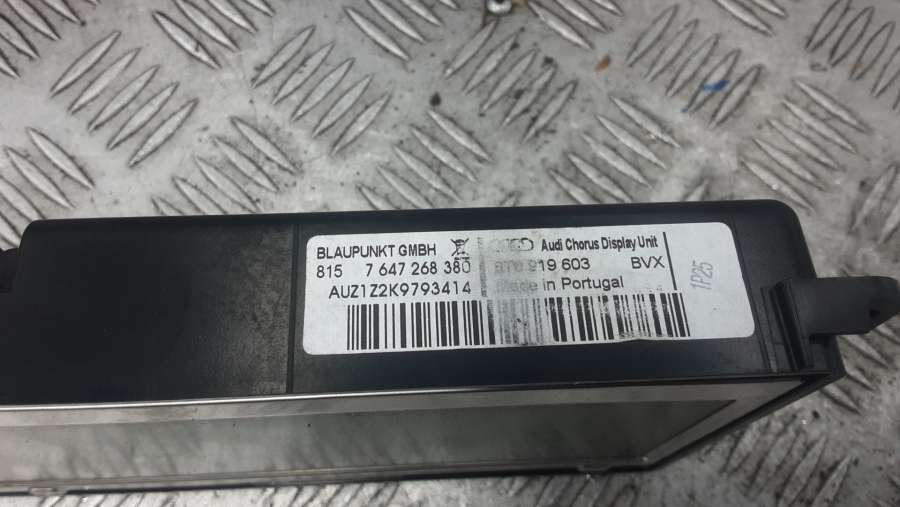 BLAUPUNKT GMBH Audi Chorus Display Unit
815 7 647 268 380 8T0 919 603 BVX
AUZ1Z2K9793414 Made in Portugal
1P25